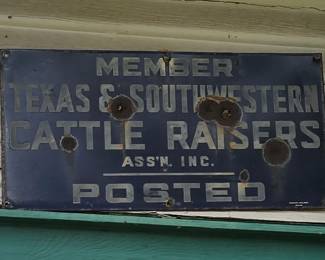 MEMBER
TEXAS & SOUTHWESTERN
CATTLE RAISERS
ASS'N. INC.
POSTED